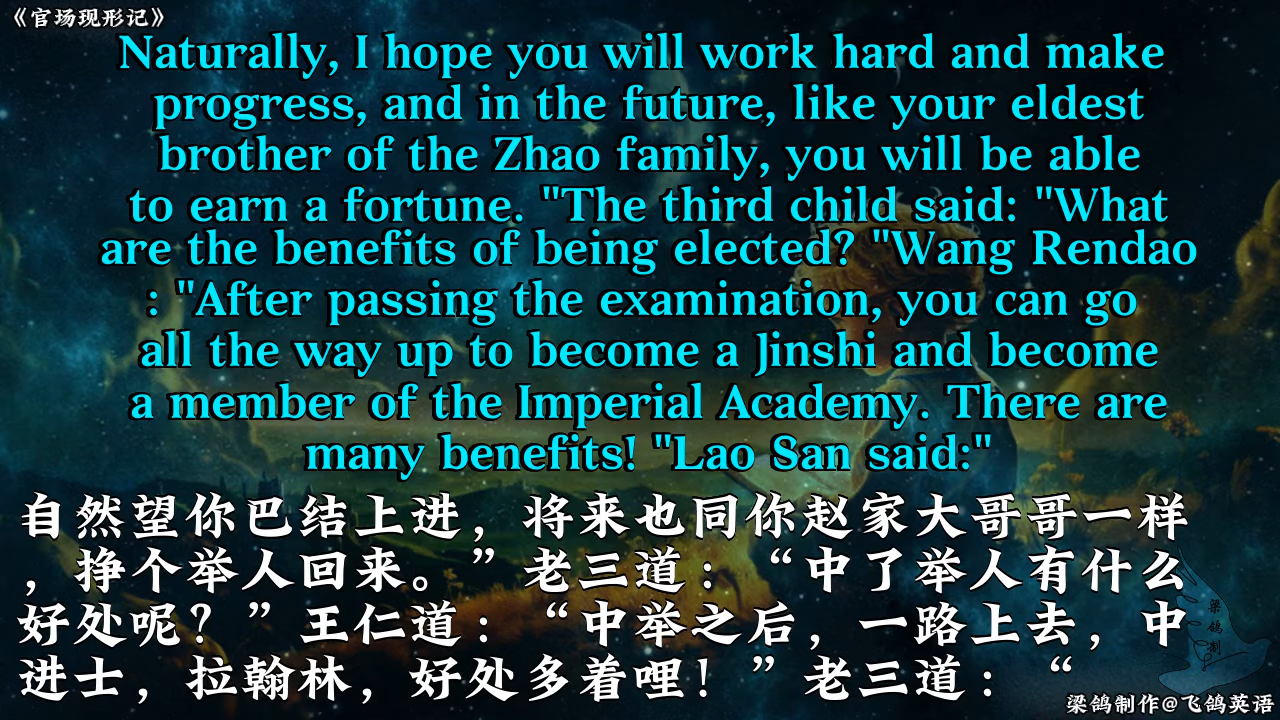 《官场现形记》
Naturally, I hope you will work hard and make
progress, and in the future, like your eldest
brother of the Zhao family, you will be able
to earn a fortune. "The third child said: "What
are the benefits of being elected? "Wang Rendao
: "After passing the examination, you can go
all the way up to become a Jinshi and become
a member of the Imperial Academy. There are
many benefits! "Lao San said:"
自然望你巴结上进，将来也同你赵家大哥哥一样
，挣个举人回来。”老三道：“中了举人有什么
好处呢？”王仁道：“中举之后，一路上去，中
进士，拉翰林，好处多着哩！”老三道：“
梁鸽制
梁鸽制作@飞鸽英语